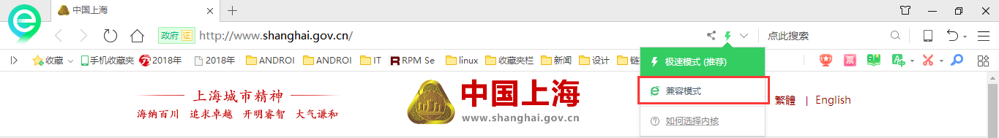 中国上海
政府 证 http://www.shanghai.gov.cn/ 点此搜索
收藏 手机收藏夹 2018年 2018年 ANDROI ANDROI IT RPM Se linux 收藏夹栏 新闻 设计 链 票
极速模式 (推荐)
兼容模式
如何选择内核
上海城市精神
海纳百川 追求卓越 开明睿智 大气谦和
中国上海
www.shanghai.gov.cn
繁體 | English